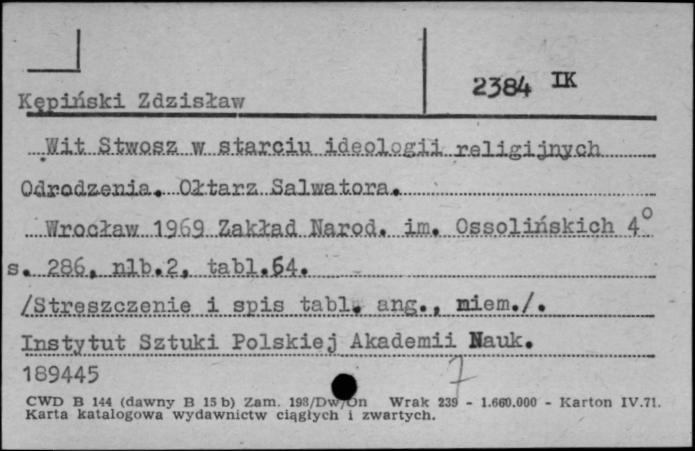 2384 IK
Kępiński Zdzisław
Wit Stwosz w starciu ideologii religijnych
Odrodzenia. Ołtarz Salwatora.
Wrocław 1969 Zakład Narod. im. Ossolińskich 4°
s. 286, nlb.2, tabl.64.
/Streszczenie i spis tabl. ang., niem./.
Instytut Sztuki Polskiej Akademii Nauk.
189445 7
CWD B 144 (dawny B 15 b) Zam. 198/Dw/On Wrak 239 - 1.660.000 - Karton IV.71.
Karta katalogowa wydawnictw ciągłych i zwartych.